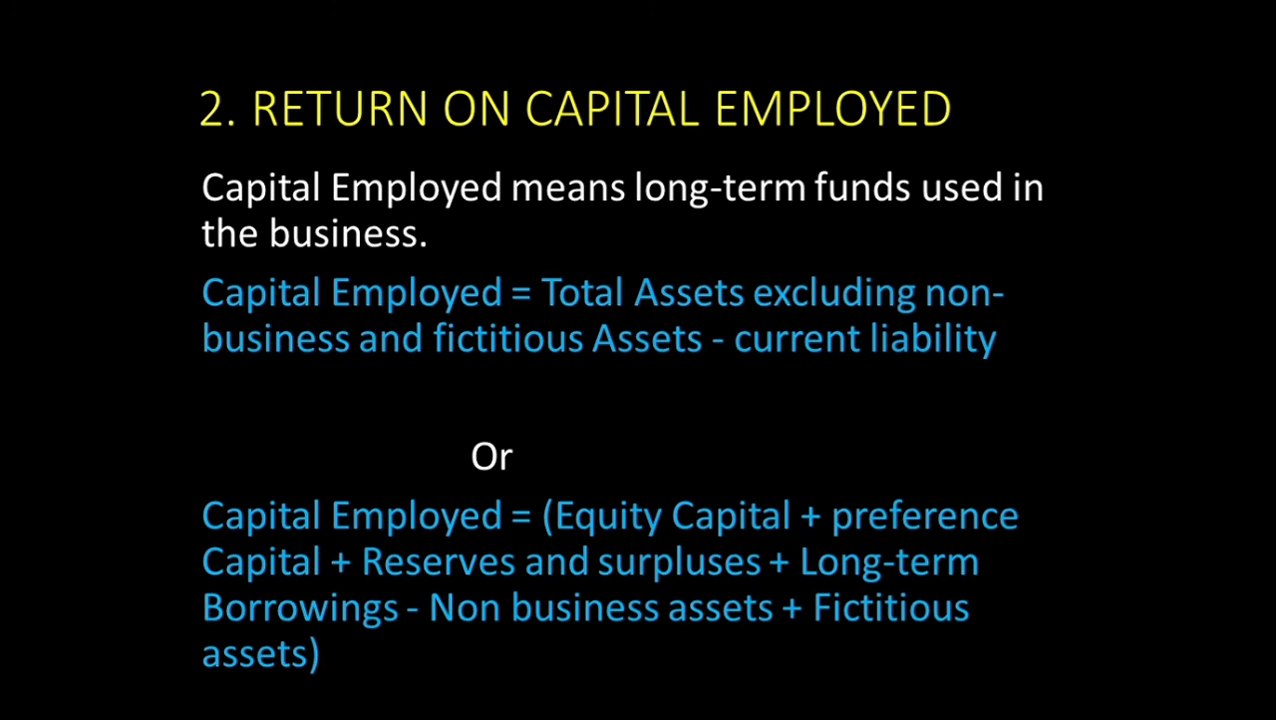 2. RETURN ON CAPITAL EMPLOYED
Capital Employed means long-term funds used in
the business.
Capital Employed = Total Assets excluding non-
business and fictitious Assets - current liability
Or
Capital Employed = (Equity Capital + preference
Capital + Reserves and surpluses + Long-term
Borrowings - Non business assets + Fictitious
assets)